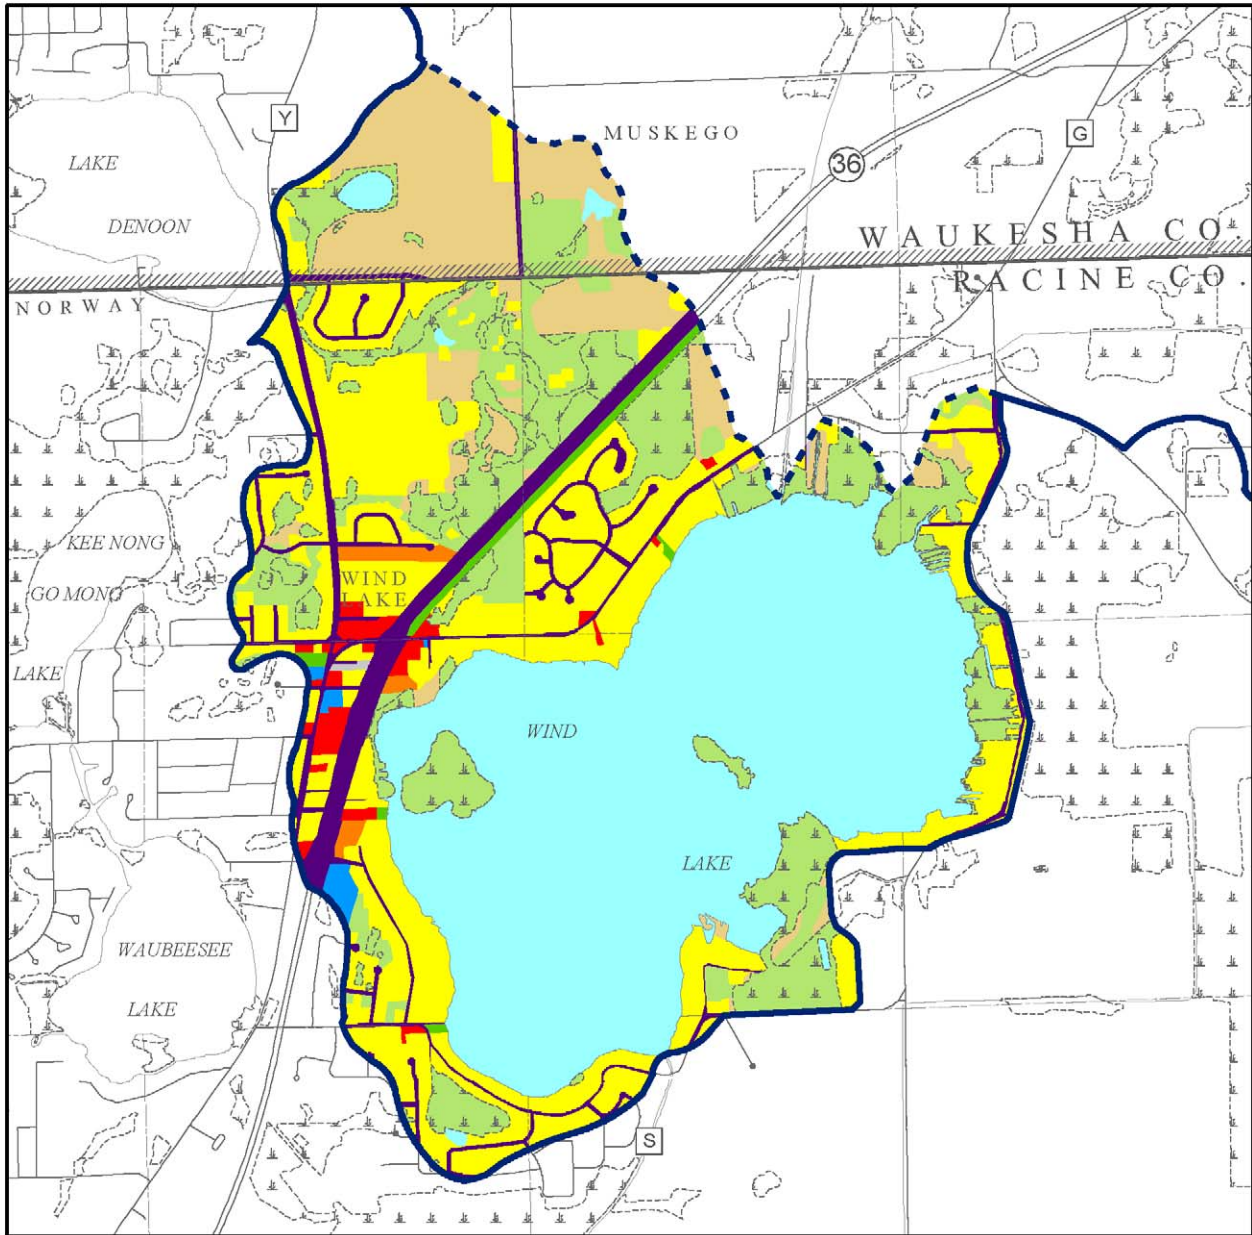 Y
MUSKEGO
G
36
LAKE
DENOON
WAUKESHA CO.
RACINE CO.
NORWAY
KEE NONG
GO MONG
LAKE
WIND
LAKE
WIND
LAKE
WAUBEESEE
LAKE
S